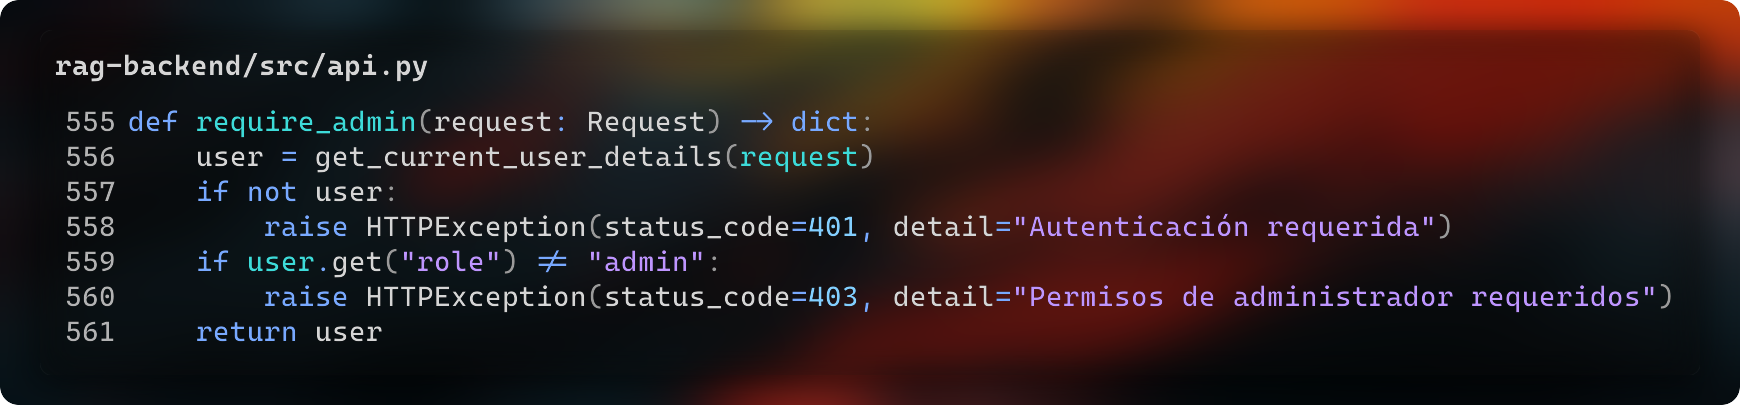 rag-backend/src/api.py
555 def require_admin(request: Request) -> dict:
556     user = get_current_user_details(request)
557     if not user:
558         raise HTTPException(status_code=401, detail="Autenticación requerida")
559     if user.get("role") != "admin":
560         raise HTTPException(status_code=403, detail="Permisos de administrador requeridos")
561     return user